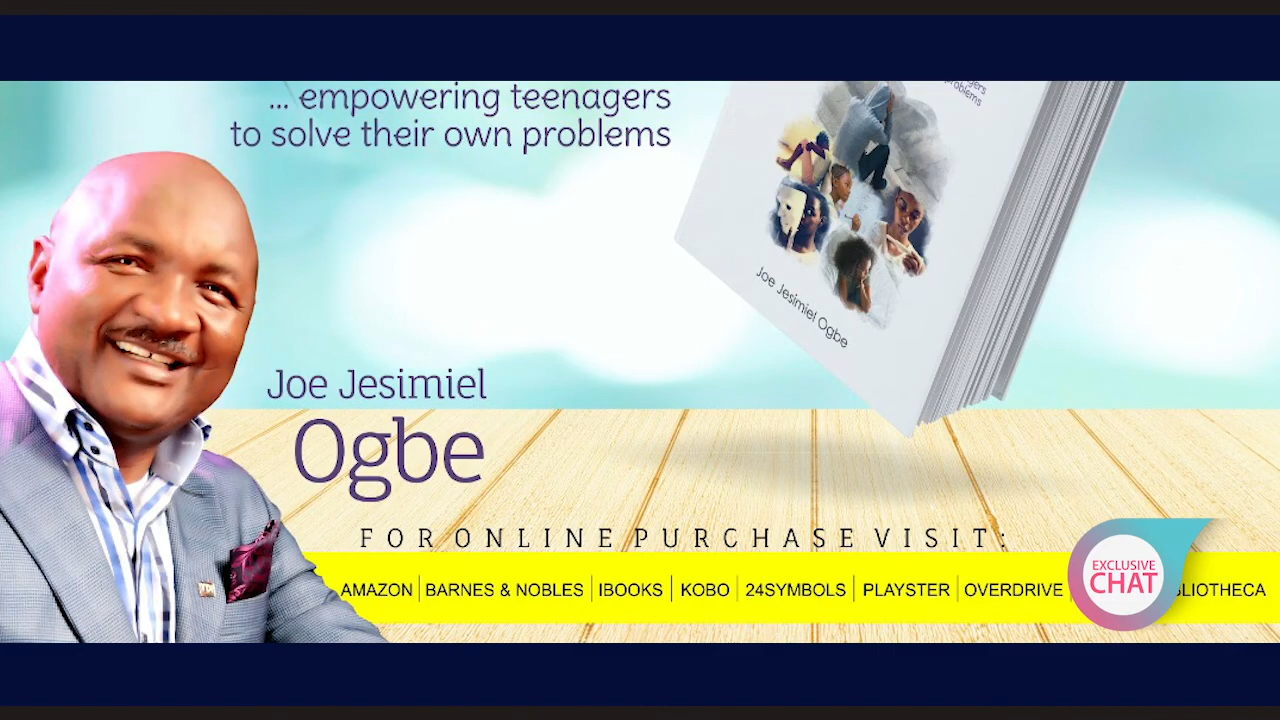 ... empowering teenagers
to solve their own problems
problems
Joe Jesimiel Ogbe
Joe Jesimiel
Ogbe
FOR ONLINE PURCHASE VISIT:
AMAZON | BARNES & NOBLES | IBOOKS | KOBO | 24SYMBOLS | PLAYSTER | OVERDRIVE
EXCLUSIVE
CHAT